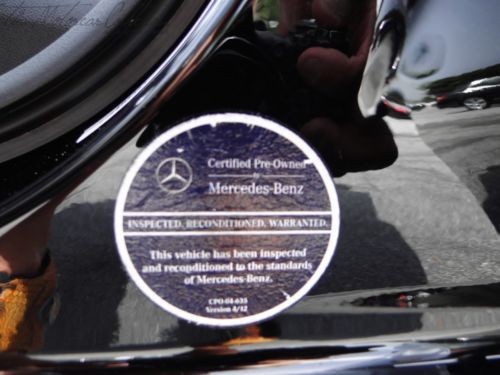 Certified Pre-Owned
by
Mercedes-Benz
INSPECTED. RECONDITIONED. WARRANTED.
This vehicle has been inspected
and reconditioned to the standards
of Mercedes-Benz.
CPO-04-635
Version 4/12